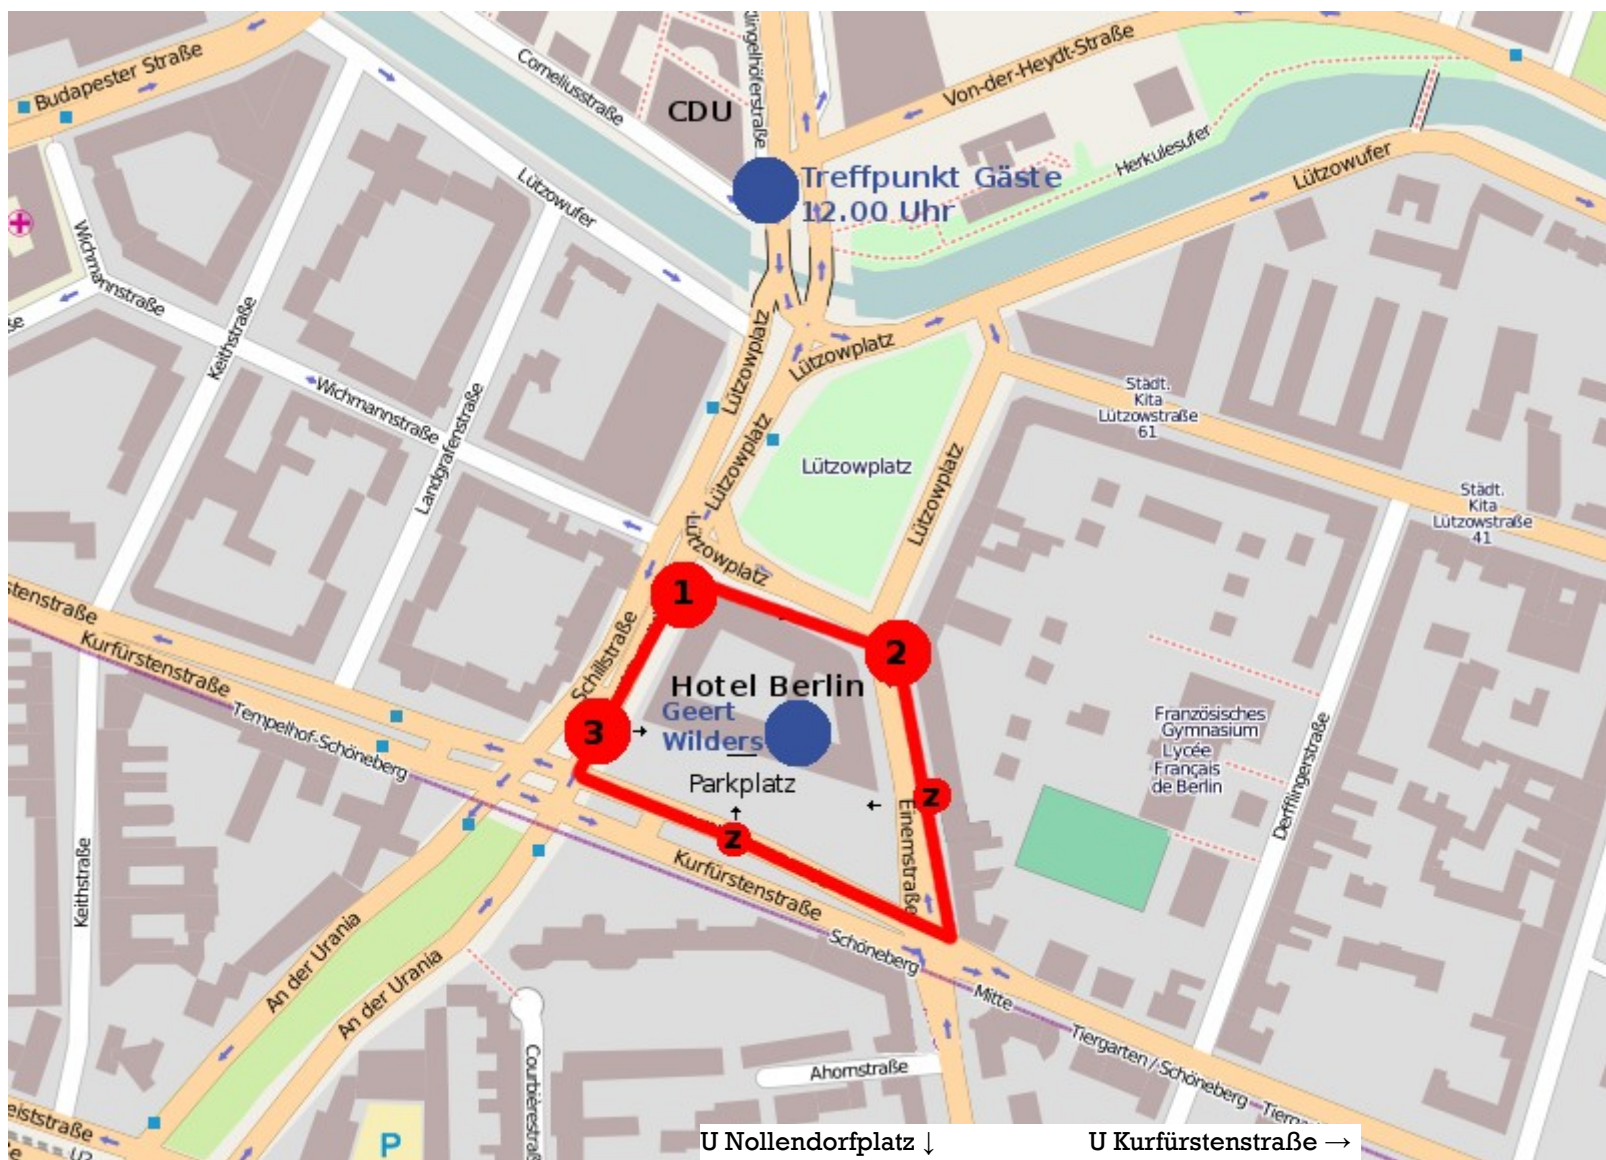 Budapester Straße
Corneliusstraße
CDU
Von-der-Heydt-Straße
Herkulesufer
Lützowufer
Treffpunkt Gäste
12.00 Uhr
Lützowufer
Wichmannstraße
Keithstraße
Wichmannstraße
Landgrafenstraße
Lützowplatz
Lützowplatz
Lützowplatz
Lützowplatz
Lützowplatz
Lützowplatz
Städt.
Kita
Lützowstraße
61
Städt.
Kita
Lützowstraße
41
1
2
3
Schillstraße
Hotel Berlin
Geert
Wilders
Parkplatz
z
z
Einemstraße
Kurfürstenstraße
Tempelhof-Schöneberg
Kurfürstenstraße
Französisches
Gymnasium
Lycée
Français
de Berlin
Derfflingerstraße
Keithstraße
An der Urania
An der Urania
Schöneberg
Mitte
Tiergarten / Schöneberg
Ahornstraße
P
U2
U Nollendorfplatz ↓
U Kurfürstenstraße →